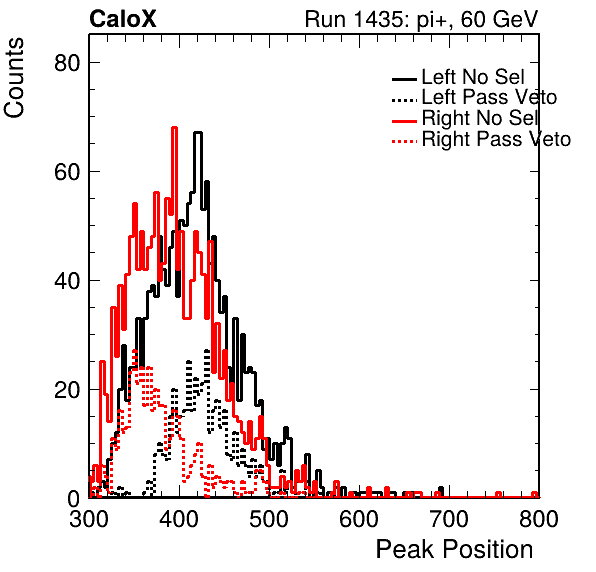 CaloX Run 1435: pi+, 60 GeV
Counts
80
60
40
20
0
Left No Sel
Left Pass Veto
Right No Sel
Right Pass Veto
300 400 500 600 700 800
Peak Position